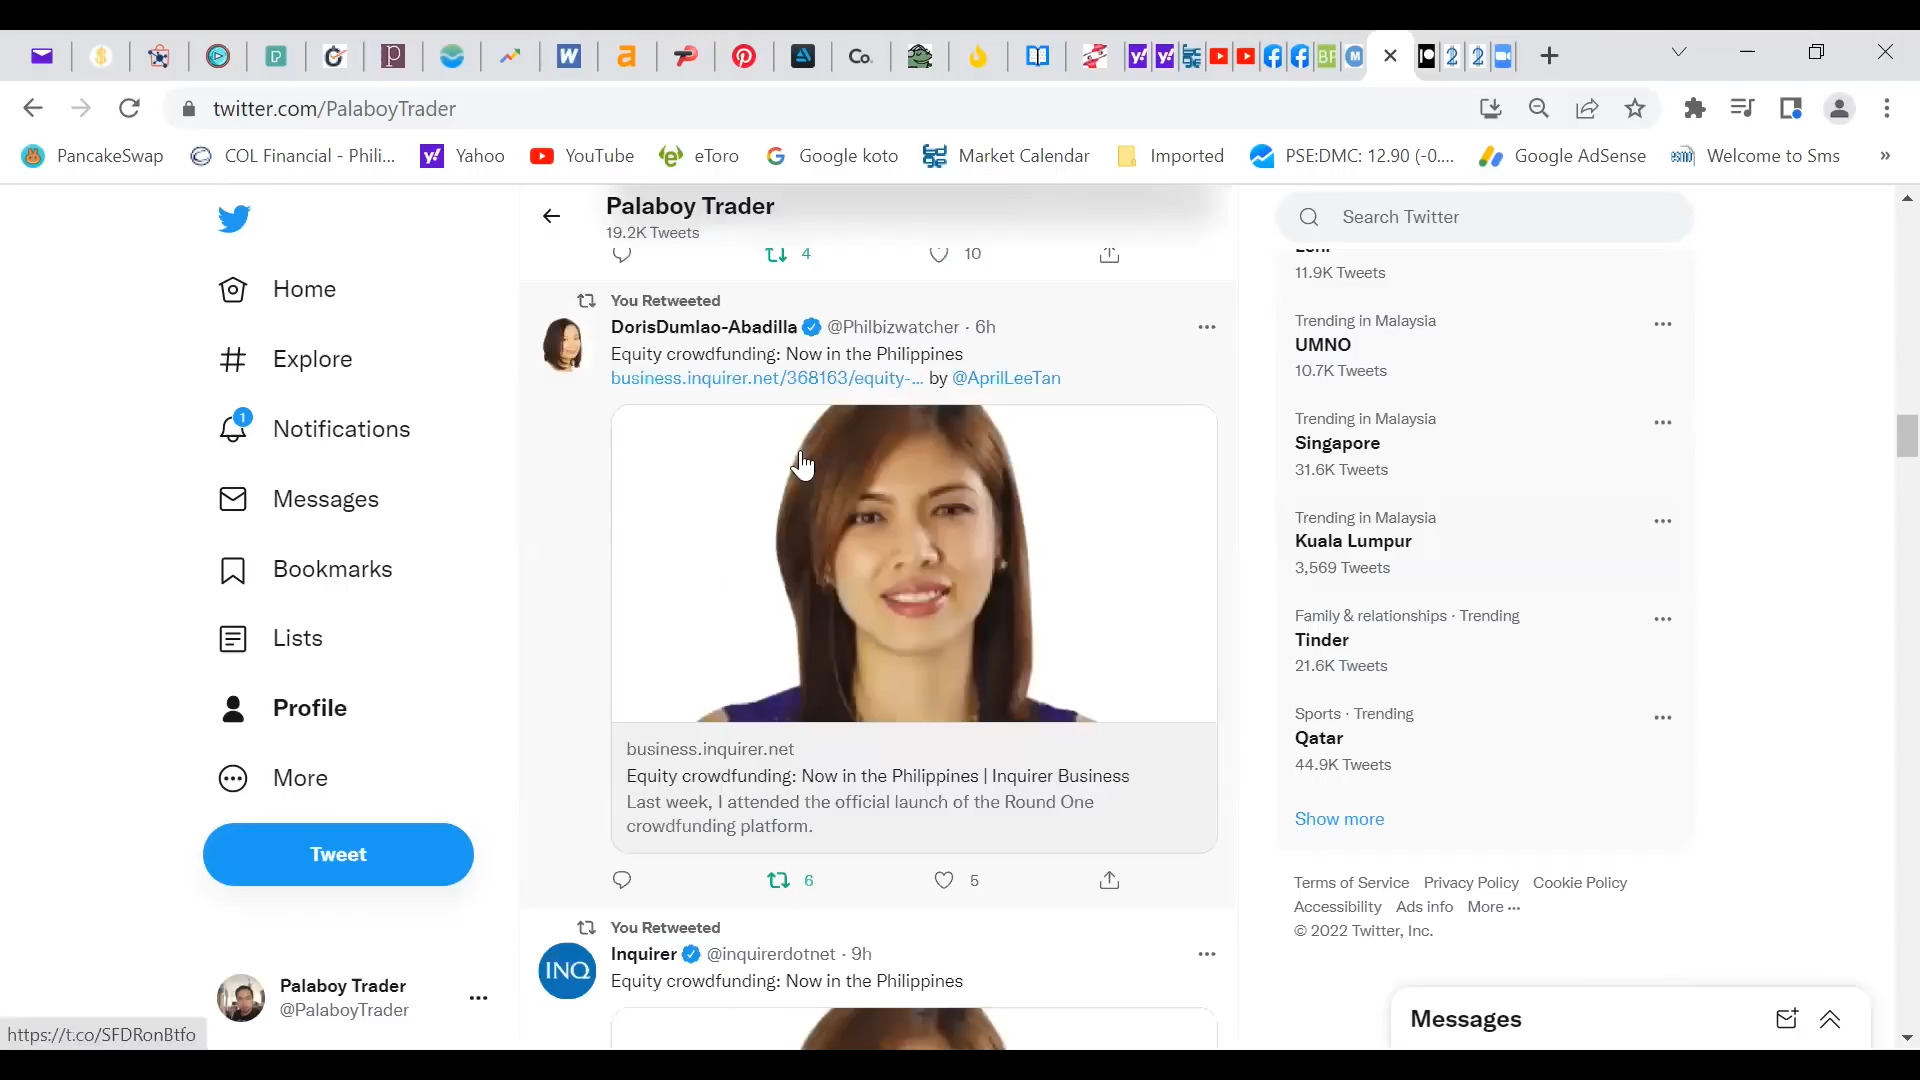 twitter.com/PalaboyTrader
PancakeSwap
COL Financial - Phili...
Yahoo
YouTube
eToro
Google koto
Market Calendar
Imported
PSE:DMC: 12.90 (-0....
Google AdSense
Welcome to Sms
»
Home
Explore
1
Notifications
Messages
Bookmarks
Lists
Profile
More
Tweet
Palaboy Trader
@PalaboyTrader
https://t.co/SFDRonBtfo
Palaboy Trader
19.2K Tweets
4
10
You Retweeted
DorisDumlao-Abadilla @Philbizwatcher · 6h
Equity crowdfunding: Now in the Philippines
business.inquirer.net/368163/equity-... by @AprilLeeTan
business.inquirer.net
Equity crowdfunding: Now in the Philippines | Inquirer Business
Last week, I attended the official launch of the Round One
crowdfunding platform.
6
5
You Retweeted
INQ
Inquirer @inquirerdotnet · 9h
Equity crowdfunding: Now in the Philippines
Search Twitter
11.9K Tweets
Trending in Malaysia
UMNO
10.7K Tweets
Trending in Malaysia
Singapore
31.6K Tweets
Trending in Malaysia
Kuala Lumpur
3,569 Tweets
Family & relationships · Trending
Tinder
21.6K Tweets
Sports · Trending
Qatar
44.9K Tweets
Show more
Terms of Service Privacy Policy Cookie Policy
Accessibility Ads info More ···
© 2022 Twitter, Inc.
Messages